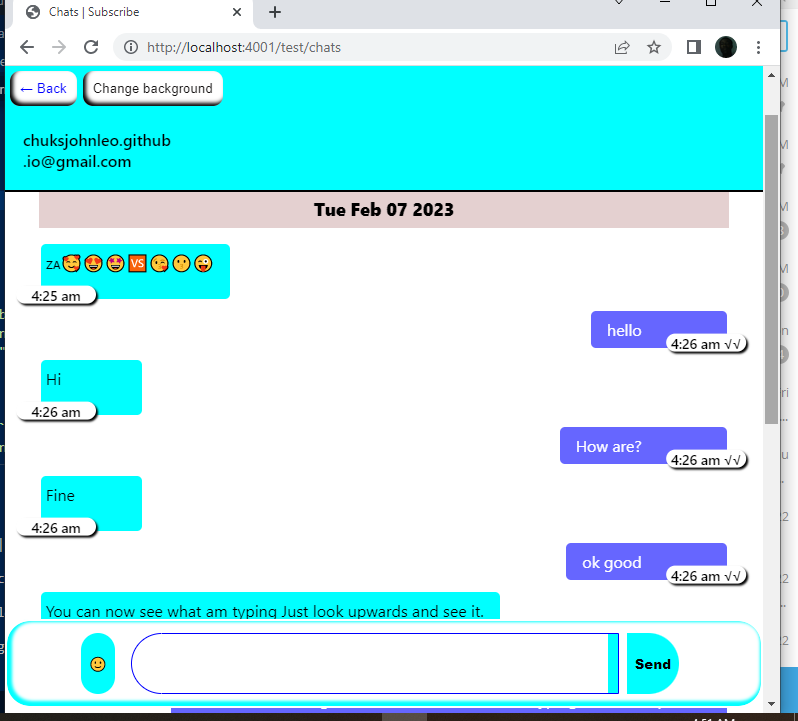 Chats | Subscribe
http://localhost:4001/test/chats
← Back
Change background
chuksjohnleo.github
.io@gmail.com
Tue Feb 07 2023
ZA🥰😍🤩🆚😘😶😜
4:25 am
hello
4:26 am √√
Hi
4:26 am
How are?
4:26 am √√
Fine
4:26 am
ok good
4:26 am √√
You can now see what am typing Just look upwards and see it.
🙂
Send